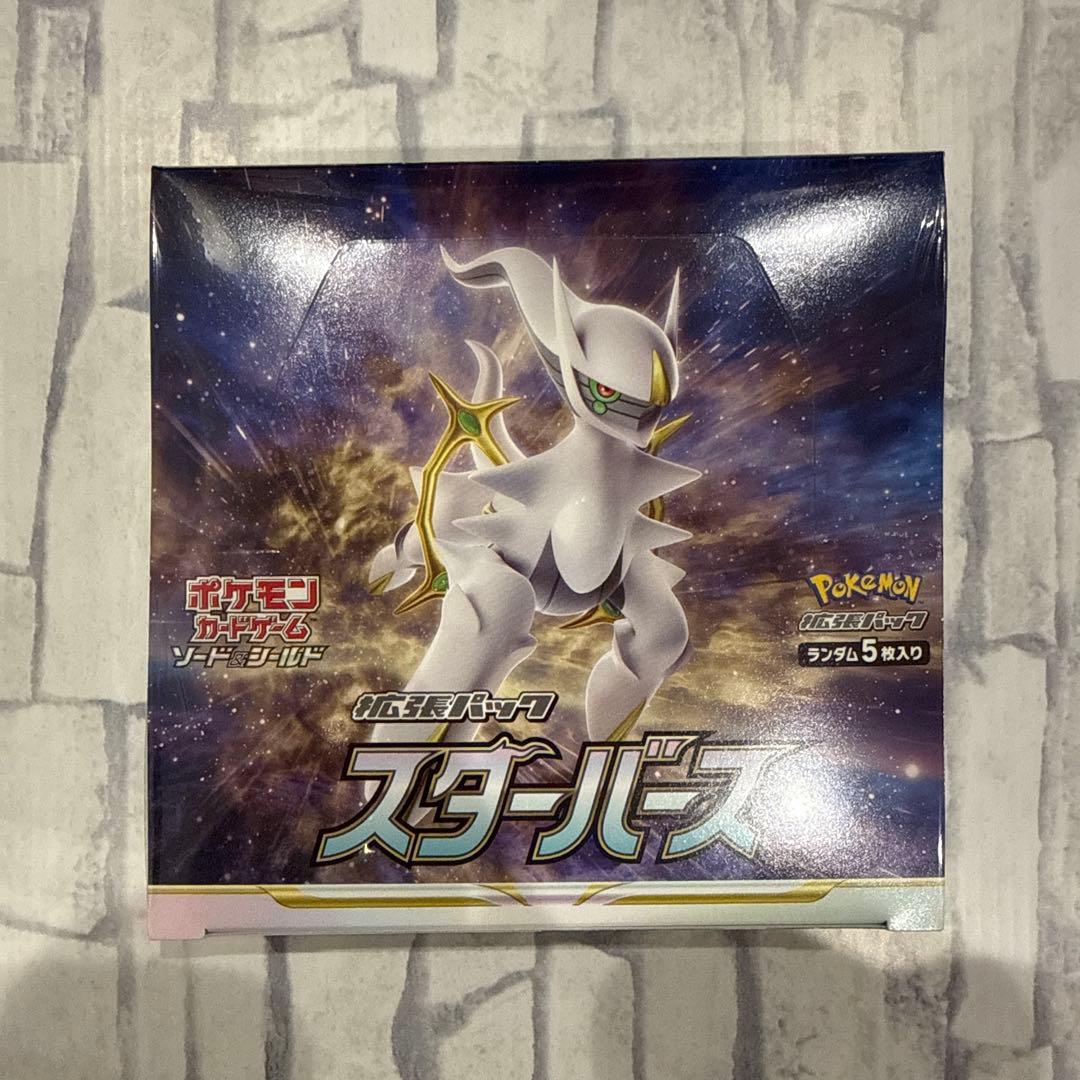 ポケモン
カードゲーム
ソード&シールド
POKéMON
拡張パック
ランダム5枚入り
拡張パック
スターバース